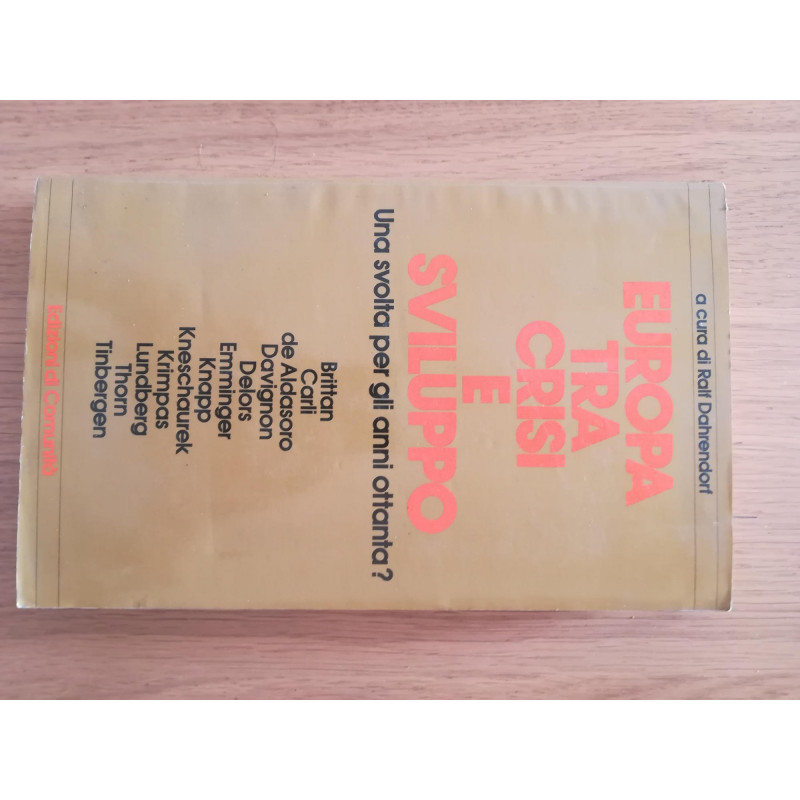 a cura di Ralf Dahrendorf
EUROPA
TRA
CRISI
E
SVILUPPO
Una svolta per gli anni ottanta?
Brittan
Carli
de Aldasoro
Davignon
Delors
Emminger
Knapp
Kneschaurek
Krimpas
Lundberg
Thorn
Tinbergen
Edizioni di Comunità